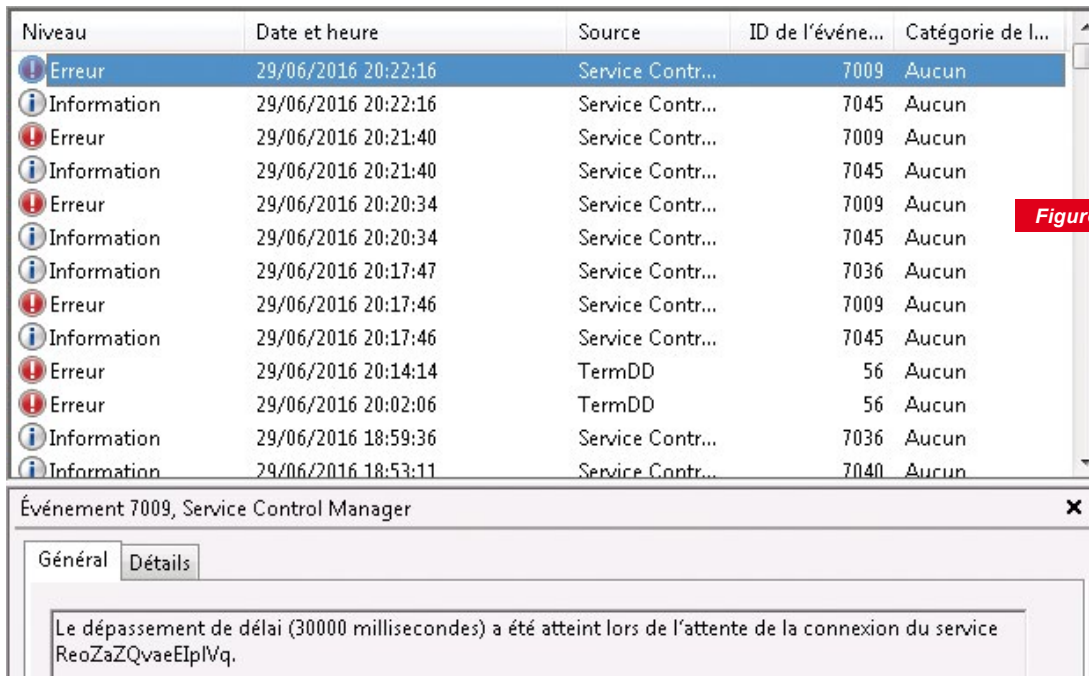 Niveau Date et heure Source ID de l'événe... Catégorie de l...
Erreur 29/06/2016 20:22:16 Service Contr... 7009 Aucun
Information 29/06/2016 20:22:16 Service Contr... 7045 Aucun
Erreur 29/06/2016 20:21:40 Service Contr... 7009 Aucun
Information 29/06/2016 20:21:40 Service Contr... 7045 Aucun
Erreur 29/06/2016 20:20:34 Service Contr... 7009 Aucun
Figure
Information 29/06/2016 20:20:34 Service Contr... 7045 Aucun
Information 29/06/2016 20:17:47 Service Contr... 7036 Aucun
Erreur 29/06/2016 20:17:46 Service Contr... 7009 Aucun
Information 29/06/2016 20:17:46 Service Contr... 7045 Aucun
Erreur 29/06/2016 20:14:14 TermDD 56 Aucun
Erreur 29/06/2016 20:02:06 TermDD 56 Aucun
Information 29/06/2016 18:59:36 Service Contr... 7036 Aucun
Information 29/06/2016 18:53:11 Service Contr... 7040 Aucun
Événement 7009, Service Control Manager
Général Détails
Le dépassement de délai (30000 millisecondes) a été atteint lors de l'attente de la connexion du service
ReoZaZQvaeEIplVq.